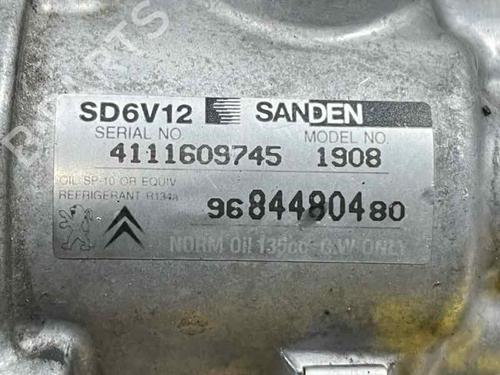 SD6V12 SANDEN
SERIAL NO. MODEL NO.
4111609745 1908
OIL SP-10 OR EQUIV
REFRIGERANT R134a
9684480480
NORM Oil 135cc C.W ONLY